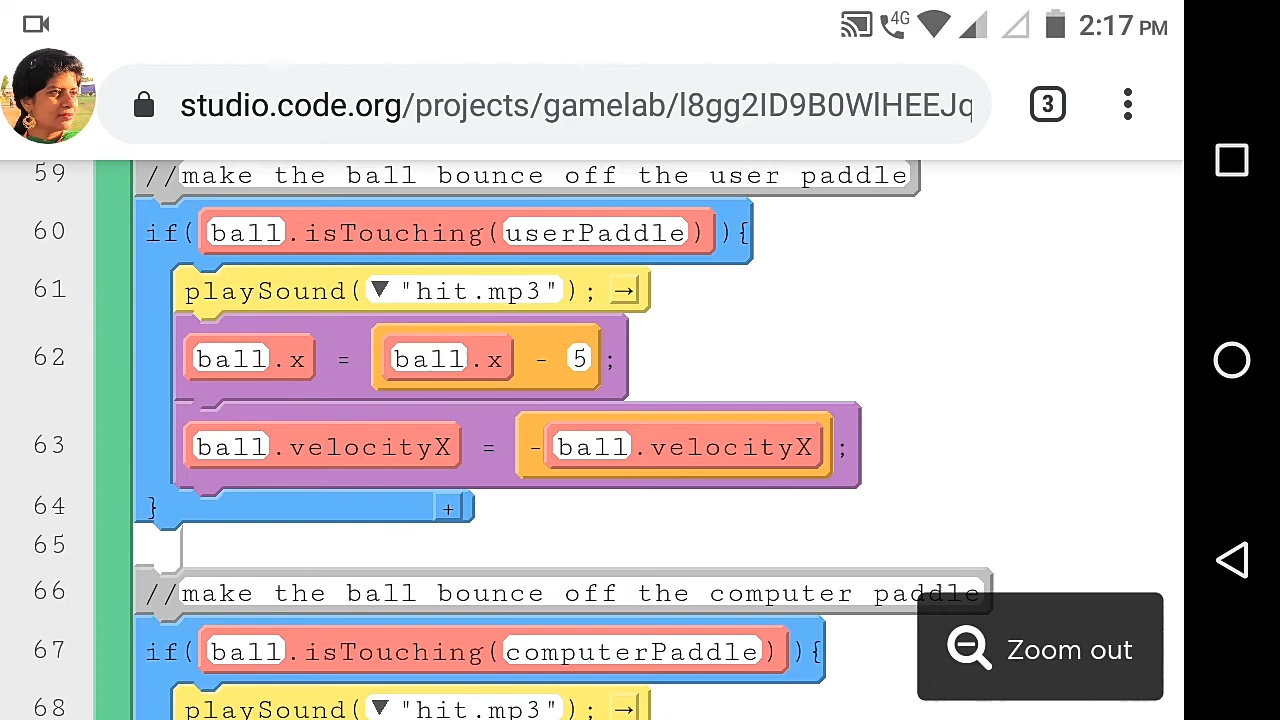 4G 2:17 PM
studio.code.org/projects/gamelab/l8gg2ID9B0WlHEEJq 3
59 //make the ball bounce off the user paddle
60 if( ball.isTouching(userPaddle) ){
61 playSound( ▼ "hit.mp3"); →
62 ball.x = ball.x - 5 ;
63 ball.velocityX = - ball.velocityX ;
64 } +
65
66 //make the ball bounce off the computer paddle
67 if( ball.isTouching(computerPaddle) ){
Zoom out
68 playSound( ▼ "hit.mp3"); →